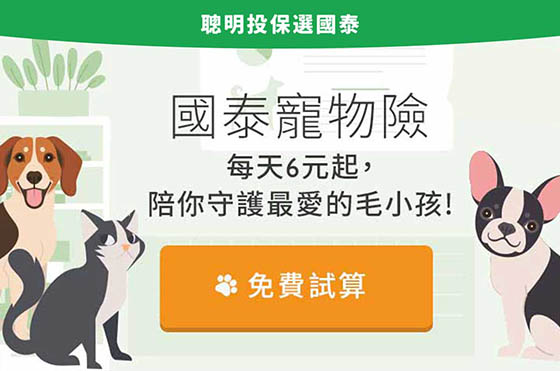 聰明投保選國泰
國泰寵物險
每天6元起，
陪你守護最愛的毛小孩!
免費試算